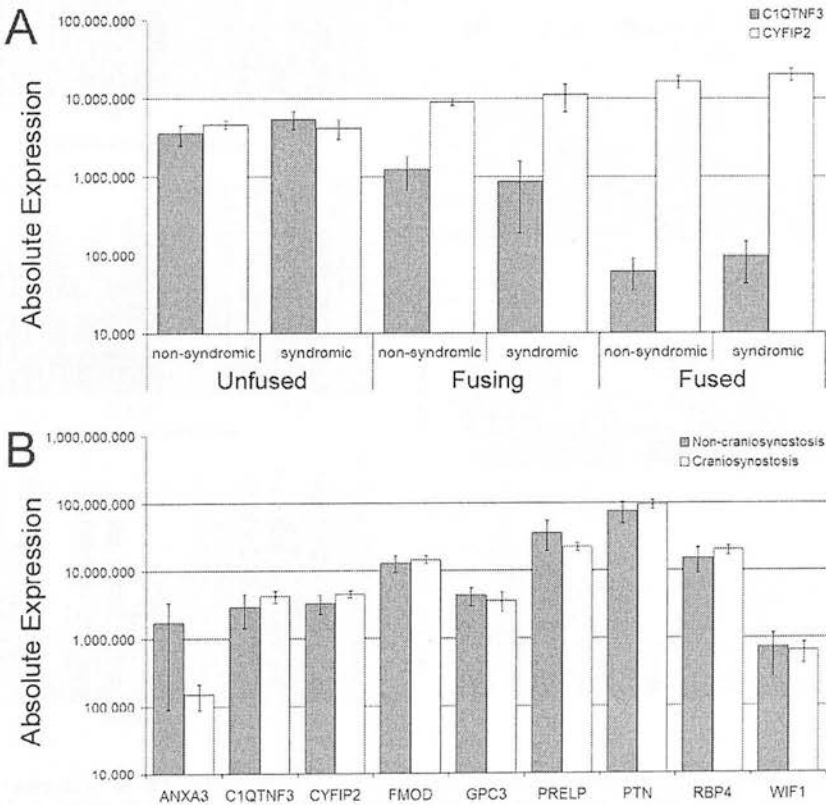 A
C1QTNF3
CYFIP2
Absolute Expression
100.000.000
10.000.000
1.000.000
100.000
10.000
non-syndromic syndromic non-syndromic syndromic non-syndromic syndromic
Unfused Fusing Fused
B
Non-craniosynostosis
Craniosynostosis
Absolute Expression
1,000,000.000
100.000.000
10.000.000
1.000.000
100.000
10.000
ANXA3 C1QTNF3 CYFIP2 FMOD GPC3 PRELP PTN RBP4 WIF1